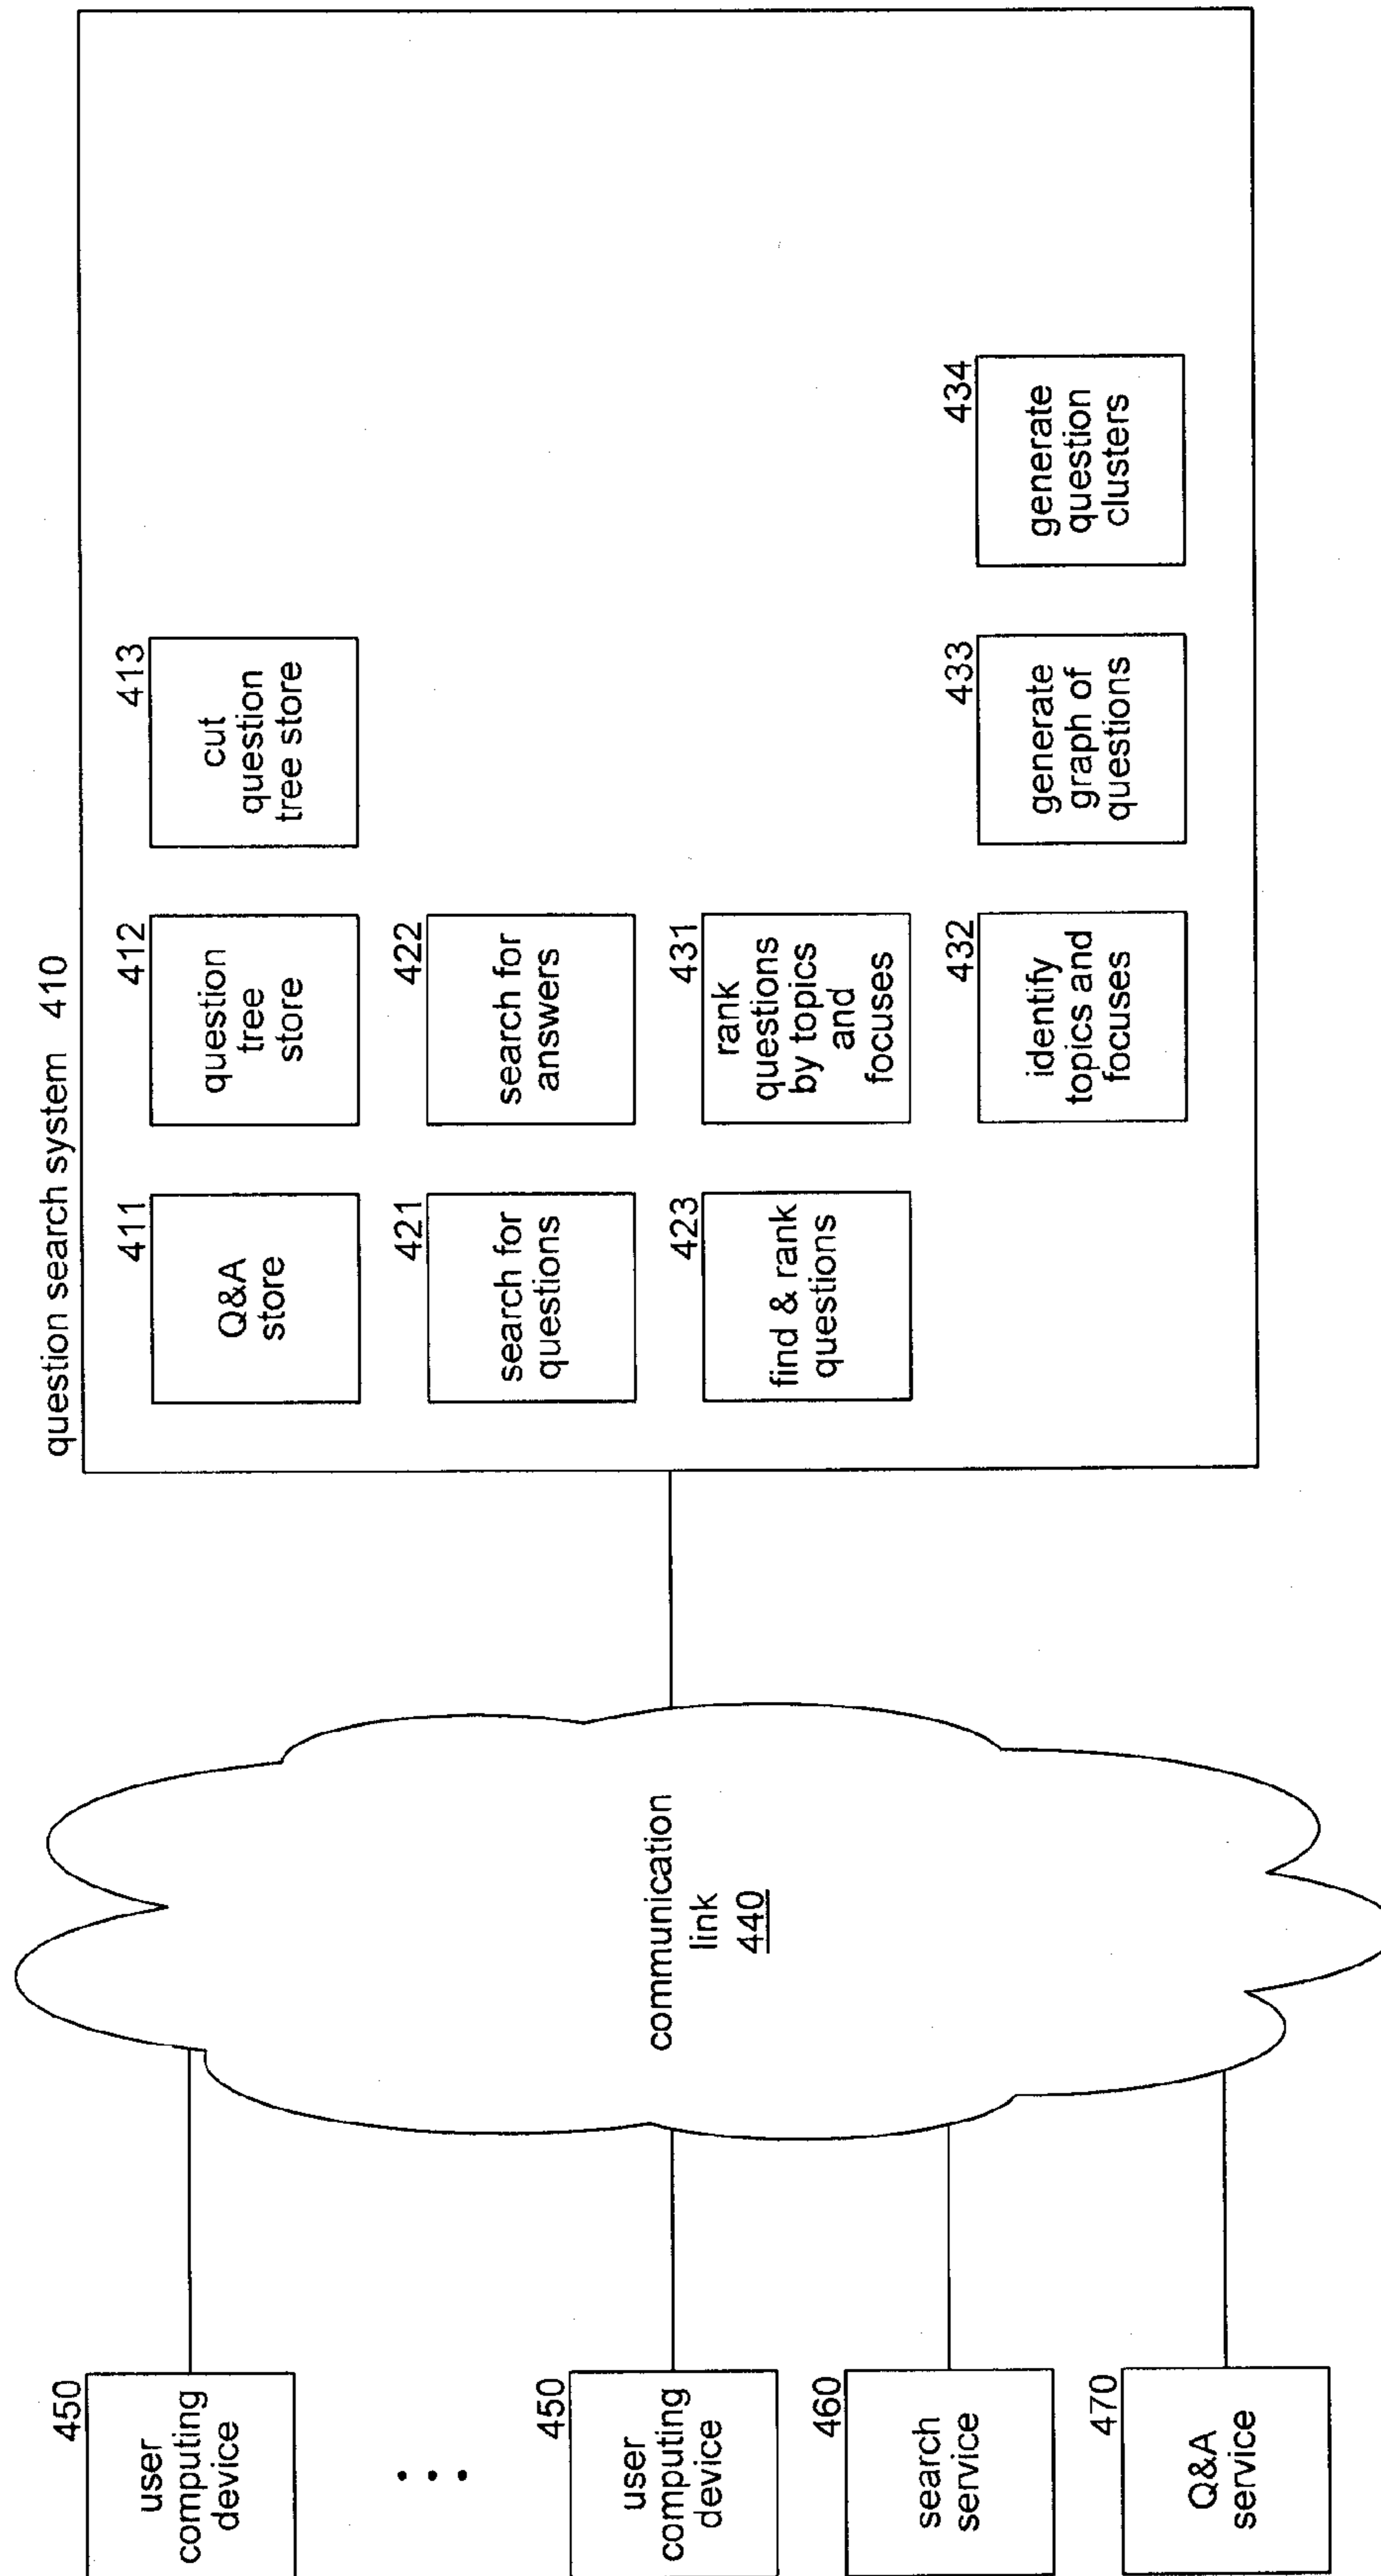 question search system 410
411
Q&A
store
412
question
tree
store
413
cut
question
tree store
421
search for
questions
422
search for
answers
423
find & rank
questions
431
rank
questions
by topics
and
focuses
432
identify
topics and
focuses
433
generate
graph of
questions
434
generate
question
clusters
communication
link
440
450
user
computing
device
450
user
computing
device
460
search
service
470
Q&A
service